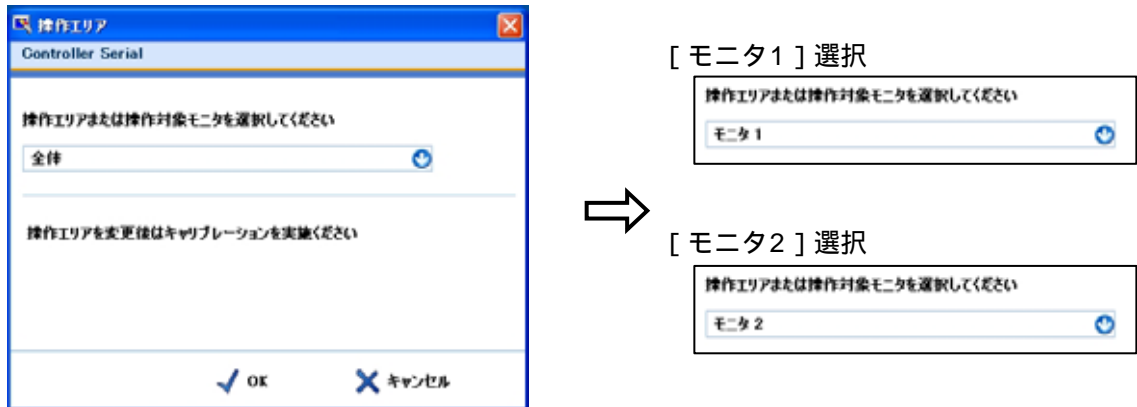 操作エリア
Controller Serial
操作エリアまたは操作対象モニタを選択してください
全体
操作エリアを変更後はキャリブレーションを実施ください
OK
キャンセル
[ モニタ1 ] 選択
操作エリアまたは操作対象モニタを選択してください
モニタ 1
[ モニタ2 ] 選択
操作エリアまたは操作対象モニタを選択してください
モニタ 2